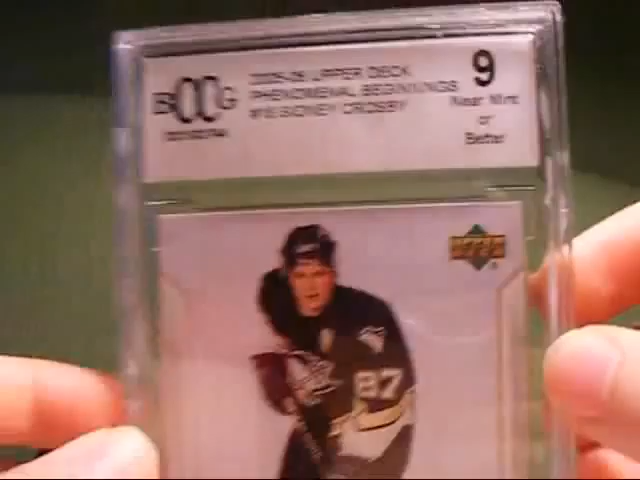 BCCG
2005-06 UPPER DECK
PHENOMENAL BEGINNINGS
SIDNEY CROSBY
9
Near Mint
or
Better
87